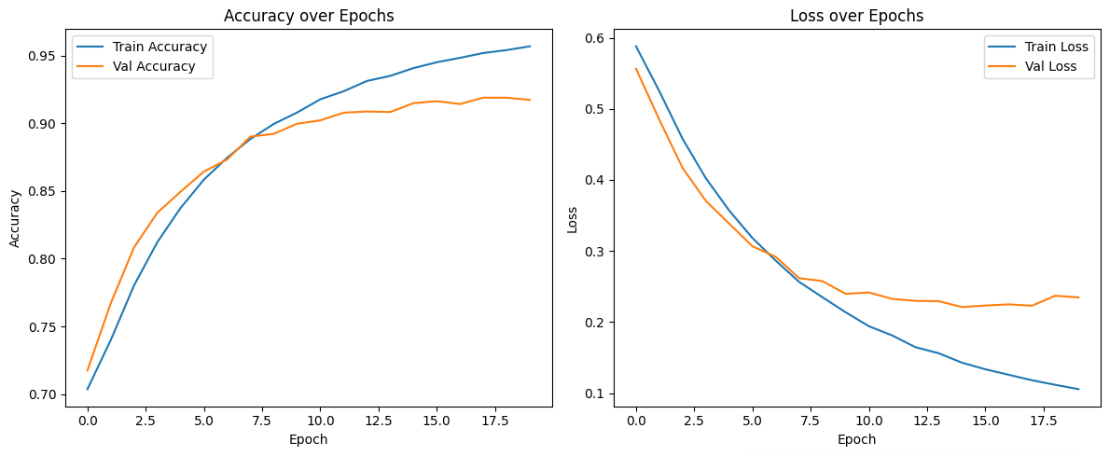 Accuracy over Epochs
Train Accuracy
Val Accuracy
0.95
0.90
0.85
0.80
0.75
0.70
Accuracy
0.0 2.5 5.0 7.5 10.0 12.5 15.0 17.5
Epoch
Loss over Epochs
Train Loss
Val Loss
0.6
0.5
0.4
0.3
0.2
0.1
Loss
0.0 2.5 5.0 7.5 10.0 12.5 15.0 17.5
Epoch